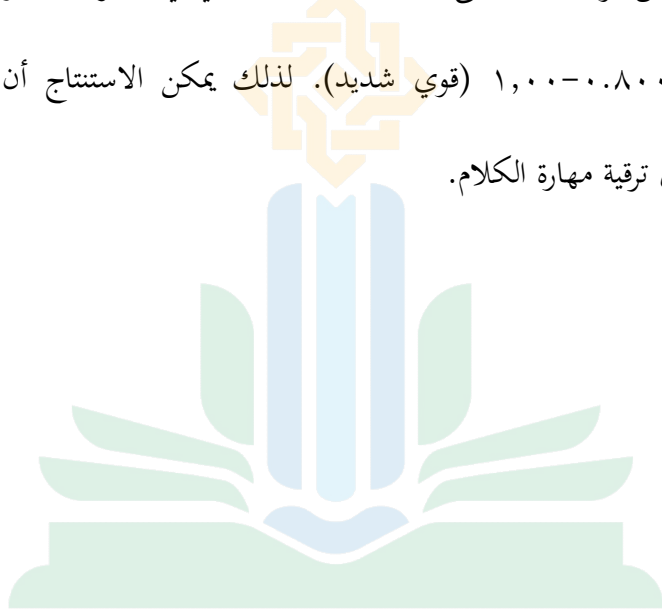 ٠.٨٠٠-١,٠٠ (قوي شديد). لذلك يمكن الاستنتاج أن
ترقية مهارة الكلام.